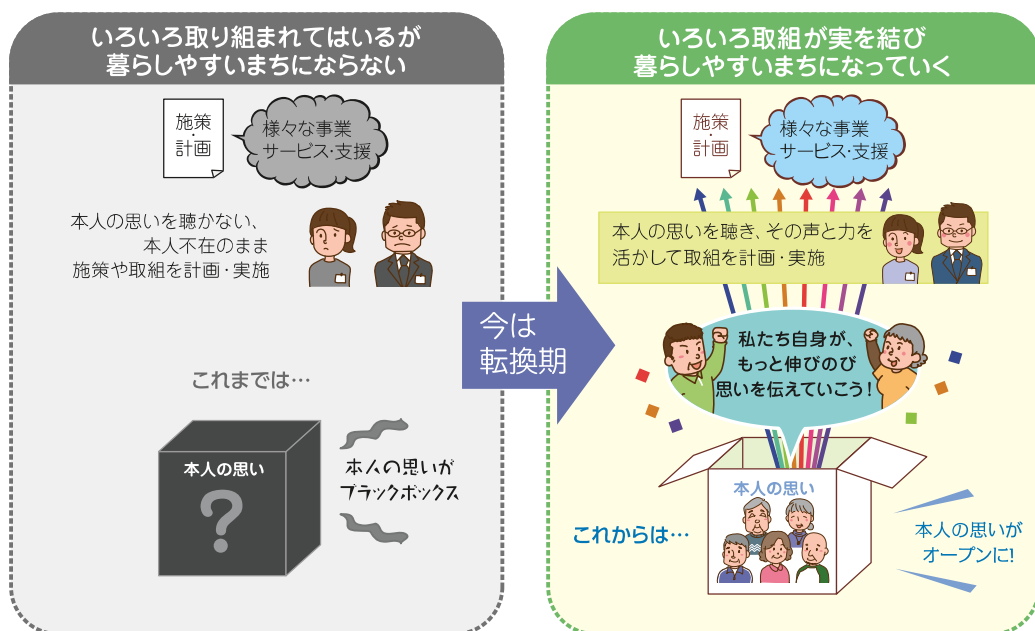 いろいろ取り組まれてはいるが
暮らしやすいまちにならない
施策・
計画
様々な事業
サービス・支援
本人の思いを聴かない、
本人不在のまま
施策や取組を計画・実施
これまでは…
本人の思い
?
本人の思いが
ブラックボックス
今は
転換期
いろいろ取組が実を結び
暮らしやすいまちになっていく
施策・
計画
様々な事業
サービス・支援
本人の思いを聴き、その声と力を
活かして取組を計画・実施
私たち自身が、
もっと伸びのび
思いを伝えていこう!
本人の思い
これからは…
本人の思いが
オープンに!